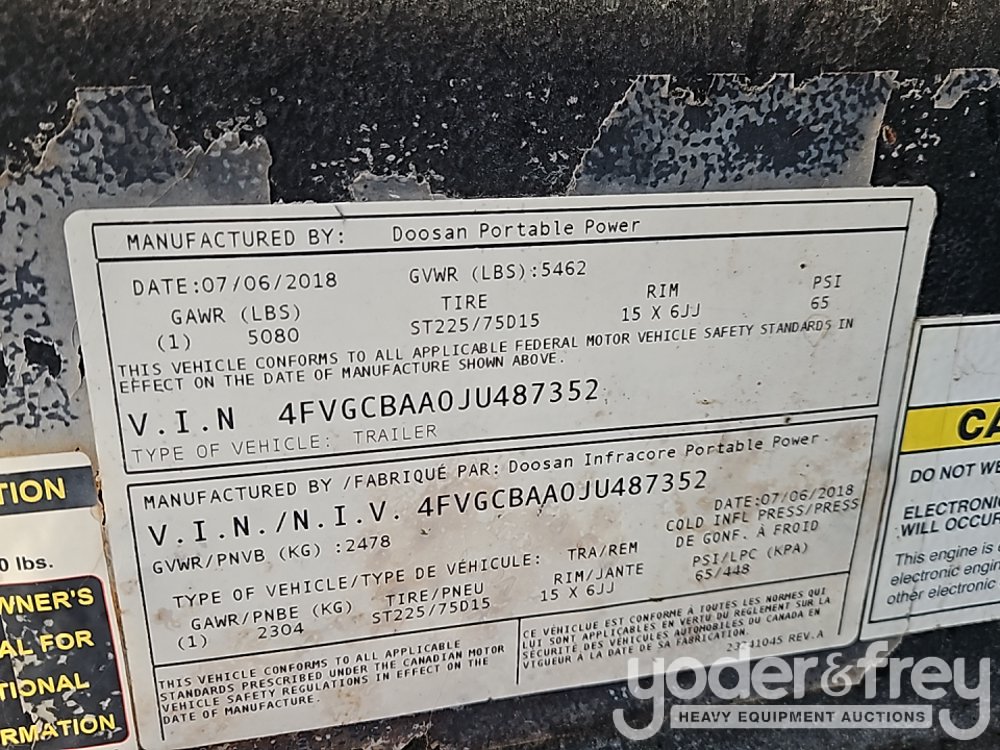 MANUFACTURED BY: Doosan Portable Power
DATE:07/06/2018 GVWR (LBS):5462
GAWR (LBS) TIRE RIM PSI
(1) 5080 ST225/75D15 15 X 6JJ 65
THIS VEHICLE CONFORMS TO ALL APPLICABLE FEDERAL MOTOR VEHICLE SAFETY STANDARDS IN
EFFECT ON THE DATE OF MANUFACTURE SHOWN ABOVE.
V.I.N 4FVGCBAA0JU487352
TYPE OF VEHICLE: TRAILER
MANUFACTURED BY /FABRIQUÉ PAR: Doosan Infracore Portable Power.
V.I.N./N.I.V. 4FVGCBAA0JU487352
GVWR/PNVB (KG) :2478 DATE:07/06/2018
COLD INFL PRESS/PRESS
DE GONF. À FROID
TYPE OF VEHICLE/TYPE DE VÉHICULE: TRA/REM
GAWR/PNBE (KG) TIRE/PNEU RIM/JANTE PSI/LPC (KPA)
(1) 2304 ST225/75D15 15 X 6JJ 65/448
THIS VEHICLE CONFORMS TO ALL APPLICABLE
STANDARDS PRESCRIBED UNDER THE CANADIAN MOTOR
VEHICLE SAFETY REGULATIONS IN EFFECT ON THE
DATE OF MANUFACTURE.
CE VÉHICLUE EST CONFORME À TOUTES LES NORMES QUI
LUI SONT APPLICABLES EN VERTU DU RÈGLEMENT SUR LA
SÉCURITÉ DES VÉHICULES AUTOMOBILES DU CANADA EN
VIGUEUR À LA DATE DE SA FABRICATION.
23741045 REV.A
TION
0 lbs.
WNER'S
AL FOR
TIONAL
RMATION
CA
DO NOT WE
ELECTRONIC
WILL OCCUR
This engine is
electronic engin
other electronic
yoder&frey
HEAVY EQUIPMENT AUCTIONS